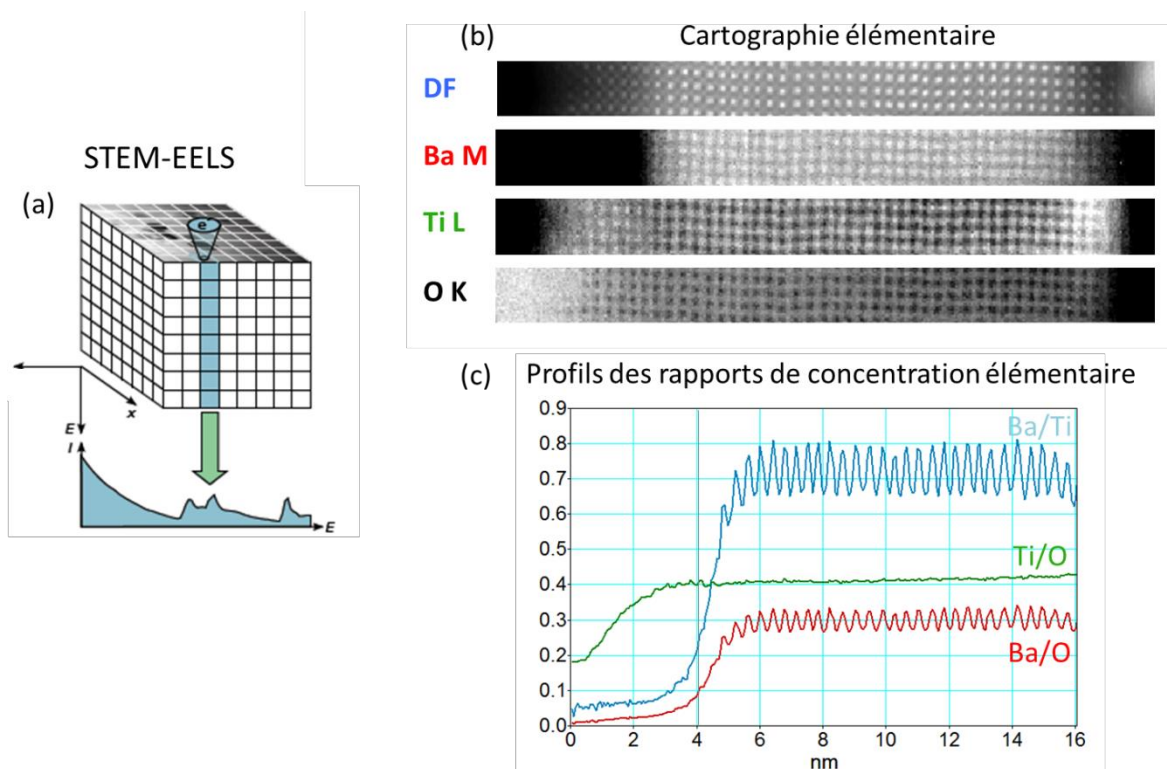 STEM-EELS
(a)
e⁻
x
E
I
E
(b)
Cartographie élémentaire
DF
Ba M
Ti L
O K
(c)
Profils des rapports de concentration élémentaire
0.9
0.8
0.7
0.6
0.5
0.4
0.3
0.2
0.1
0.0
Ba/Ti
Ti/O
Ba/O
0 2 4 6 8 10 12 14 16
nm